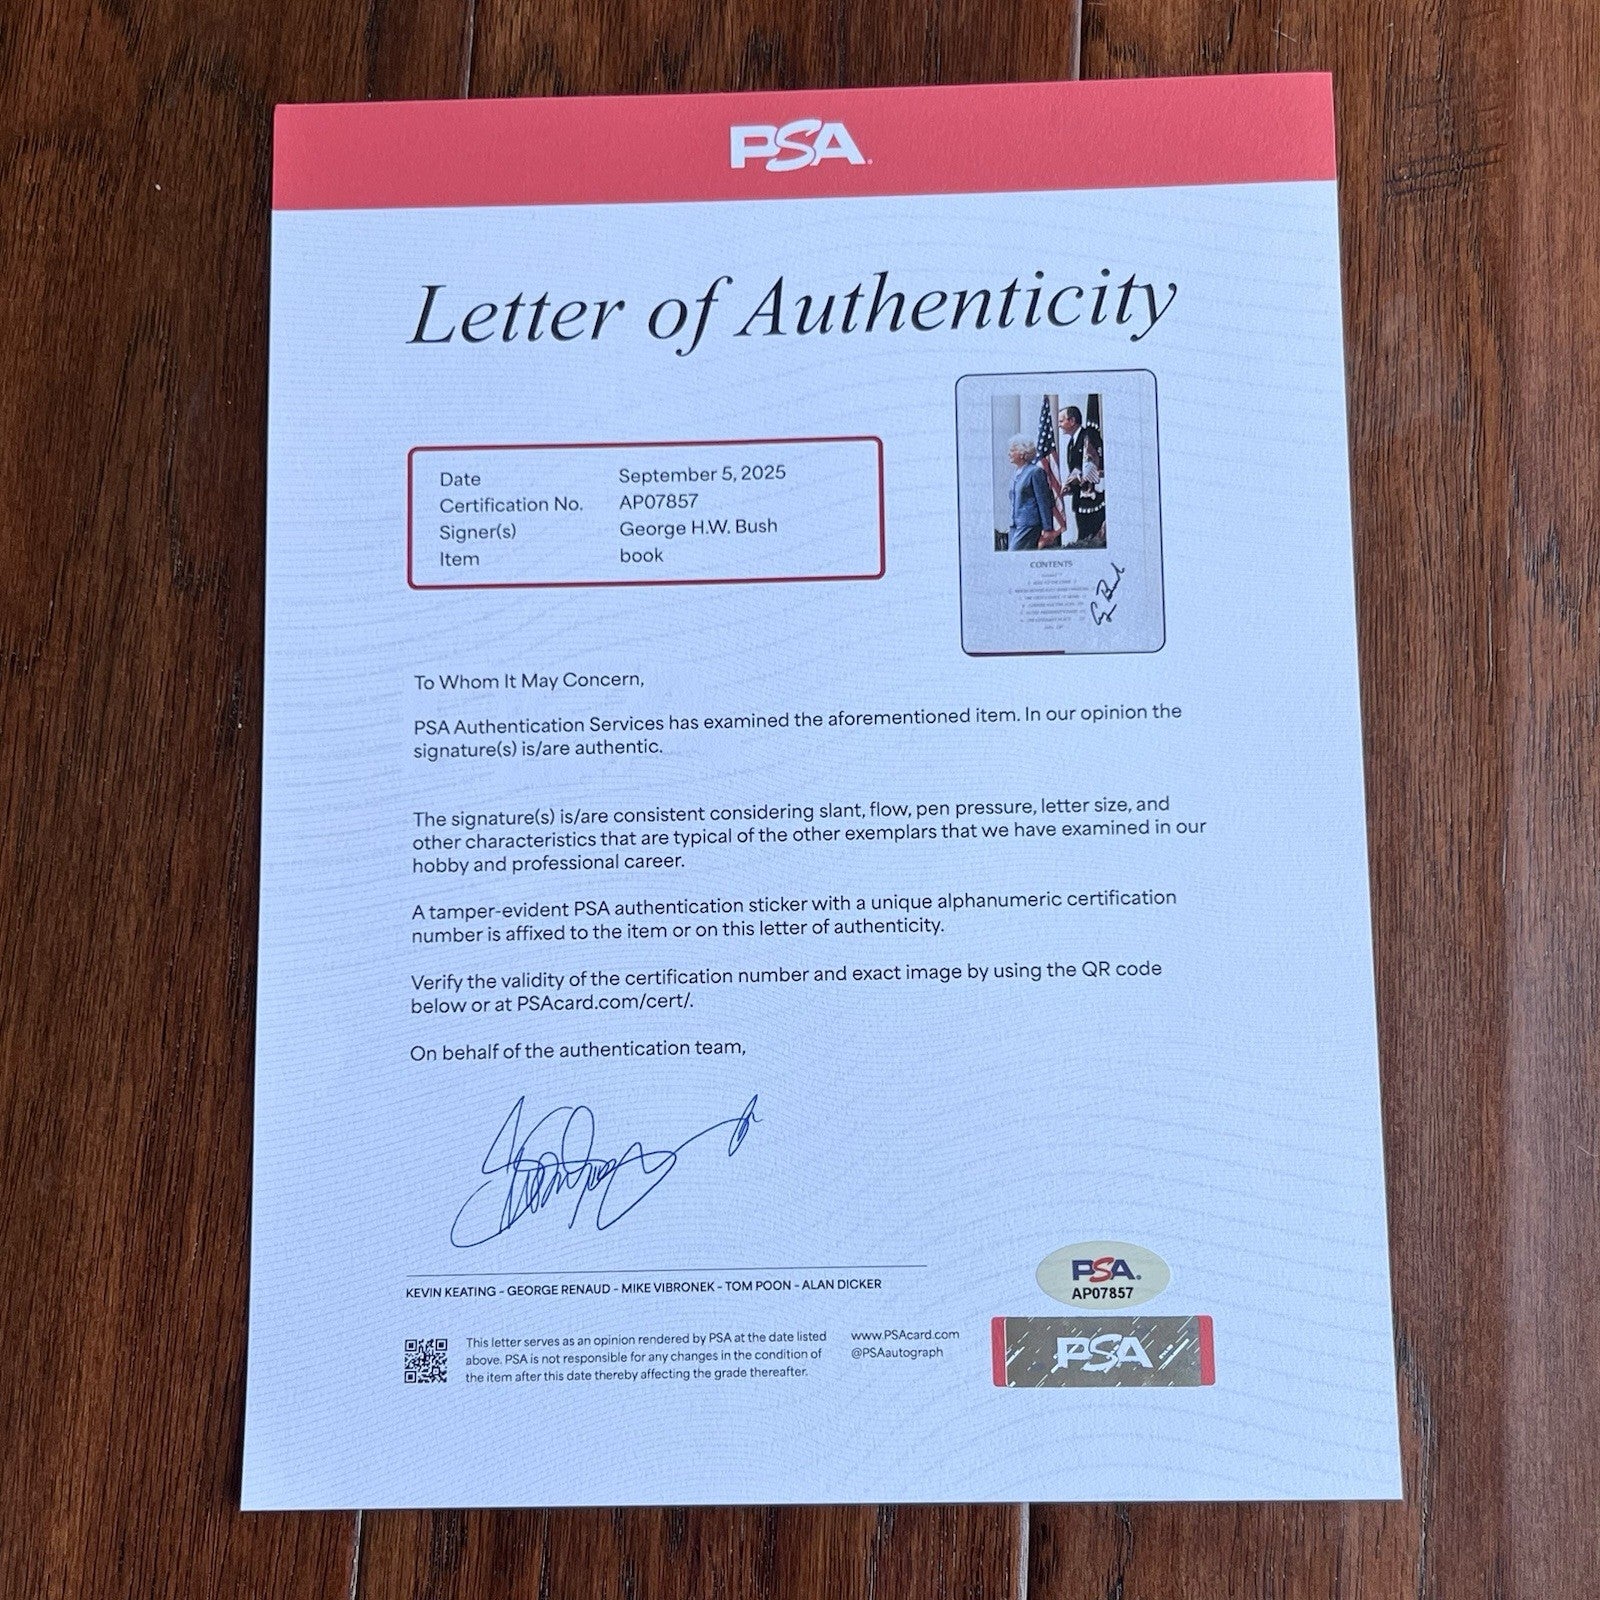 PSA
Letter of Authenticity
Date September 5, 2025
Certification No. AP07857
Signer(s) George H.W. Bush
Item book
CONTENTS
To Whom It May Concern,
PSA Authentication Services has examined the aforementioned item. In our opinion the
signature(s) is/are authentic.
The signature(s) is/are consistent considering slant, flow, pen pressure, letter size, and
other characteristics that are typical of the other exemplars that we have examined in our
hobby and professional career.
A tamper-evident PSA authentication sticker with a unique alphanumeric certification
number is affixed to the item or on this letter of authenticity.
Verify the validity of the certification number and exact image by using the QR code
below or at PSAcard.com/cert/.
On behalf of the authentication team,
KEVIN KEATING - GEORGE RENAUD - MIKE VIBRONEK - TOM POON - ALAN DICKER
This letter serves as an opinion rendered by PSA at the date listed
above. PSA is not responsible for any changes in the condition of
the item after this date thereby affecting the grade thereafter.
www.PSAcard.com
@PSAautograph
PSA
AP07857
PSA